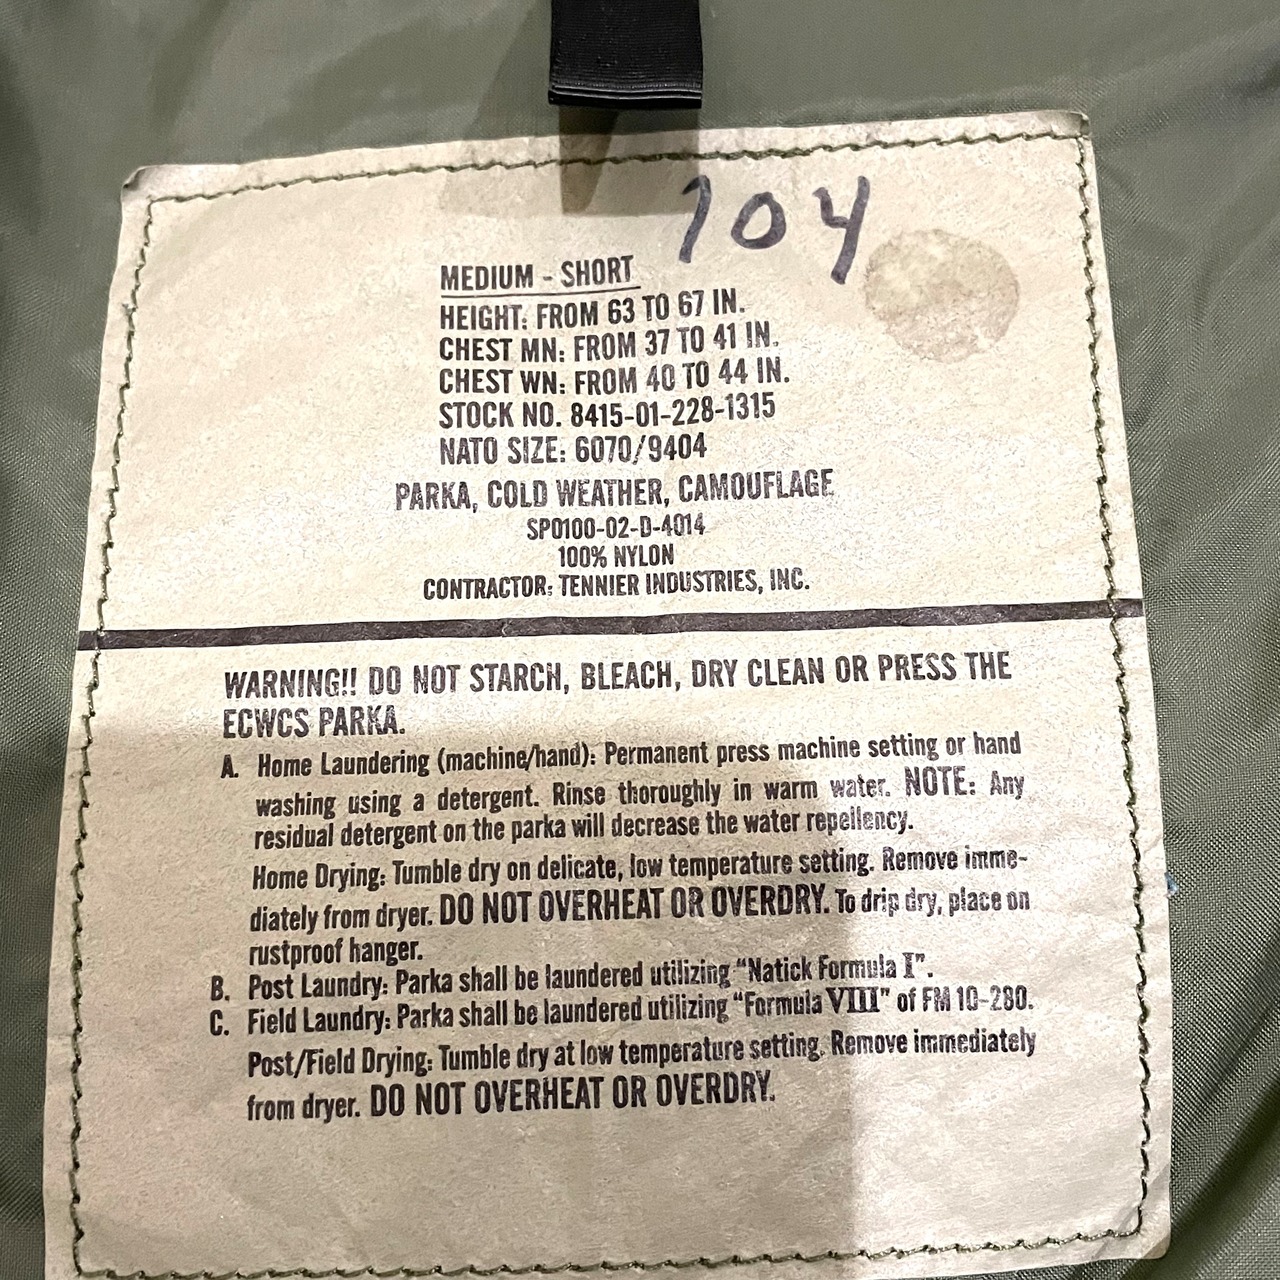 104
MEDIUM - SHORT
HEIGHT: FROM 63 TO 67 IN.
CHEST MN: FROM 37 TO 41 IN.
CHEST WN: FROM 40 TO 44 IN.
STOCK NO. 8415-01-228-1315
NATO SIZE: 6070/9404
PARKA, COLD WEATHER, CAMOUFLAGE
SP0100-02-D-4014
100% NYLON
CONTRACTOR: TENNIER INDUSTRIES, INC.
WARNING!! DO NOT STARCH, BLEACH, DRY CLEAN OR PRESS THE
ECWCS PARKA.
A. Home Laundering (machine/hand): Permanent press machine setting or hand
washing using a detergent. Rinse thoroughly in warm water. NOTE: Any
residual detergent on the parka will decrease the water repellency.
Home Drying: Tumble dry on delicate, low temperature setting. Remove imme-
diately from dryer. DO NOT OVERHEAT OR OVERDRY. To drip dry, place on
rustproof hanger.
B. Post Laundry: Parka shall be laundered utilizing "Natick Formula I".
C. Field Laundry: Parka shall be laundered utilizing "Formula VIII" of FM 10-280.
Post/Field Drying: Tumble dry at low temperature setting. Remove immediately
from dryer. DO NOT OVERHEAT OR OVERDRY.